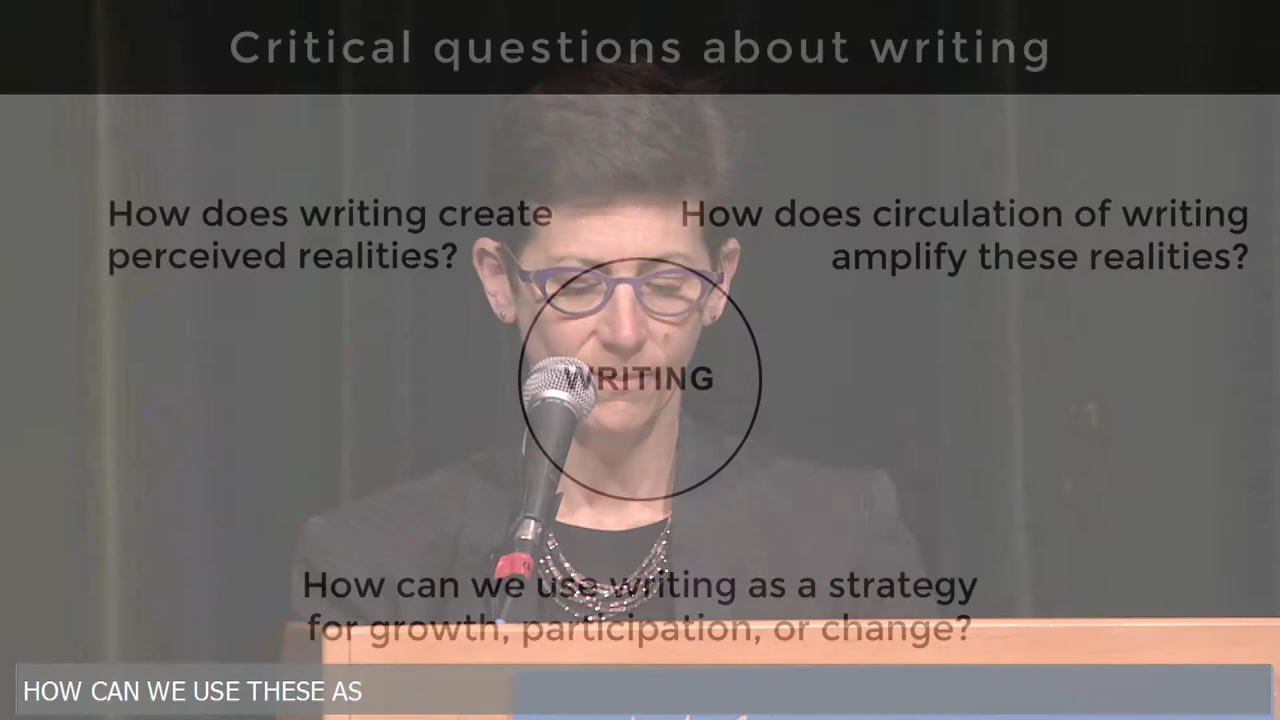 Critical questions about writing
How does writing create
perceived realities?
How does circulation of writing
amplify these realities?
WRITING
How can we use writing as a strategy
for growth, participation, or change?
HOW CAN WE USE THESE AS